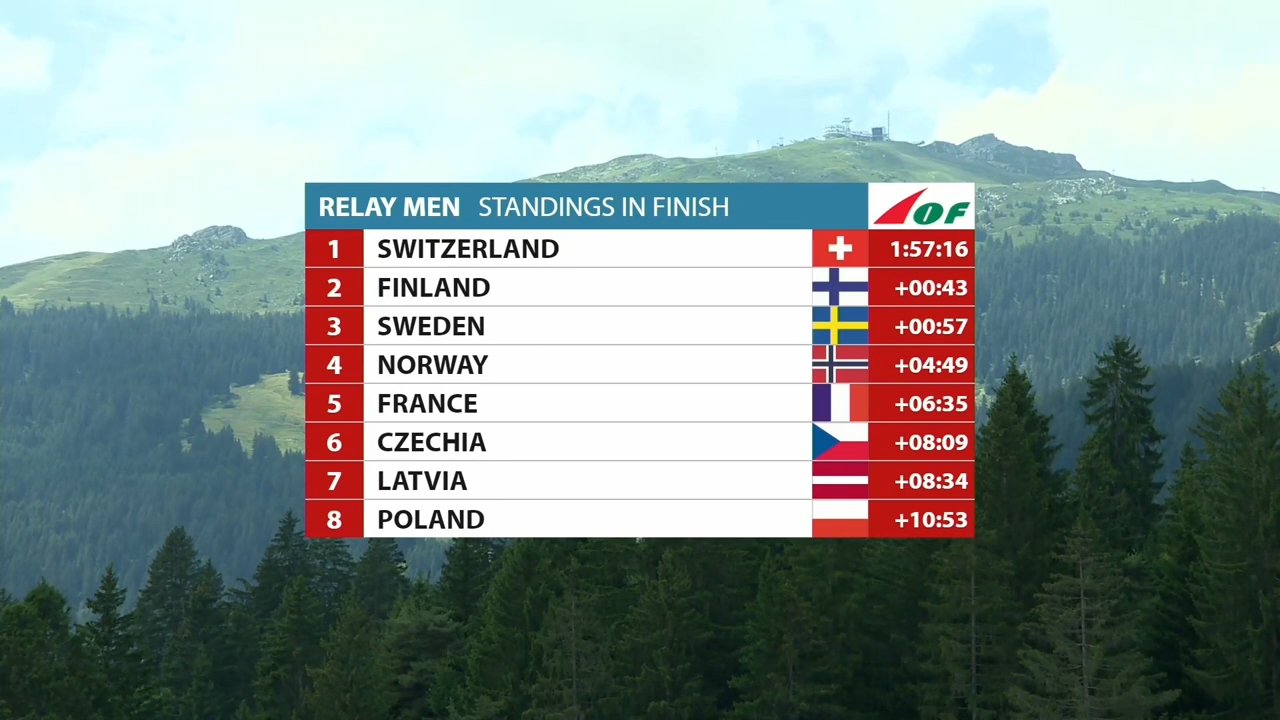 RELAY MEN STANDINGS IN FINISH IOF
1 SWITZERLAND 1:57:16
2 FINLAND +00:43
3 SWEDEN +00:57
4 NORWAY +04:49
5 FRANCE +06:35
6 CZECHIA +08:09
7 LATVIA +08:34
8 POLAND +10:53